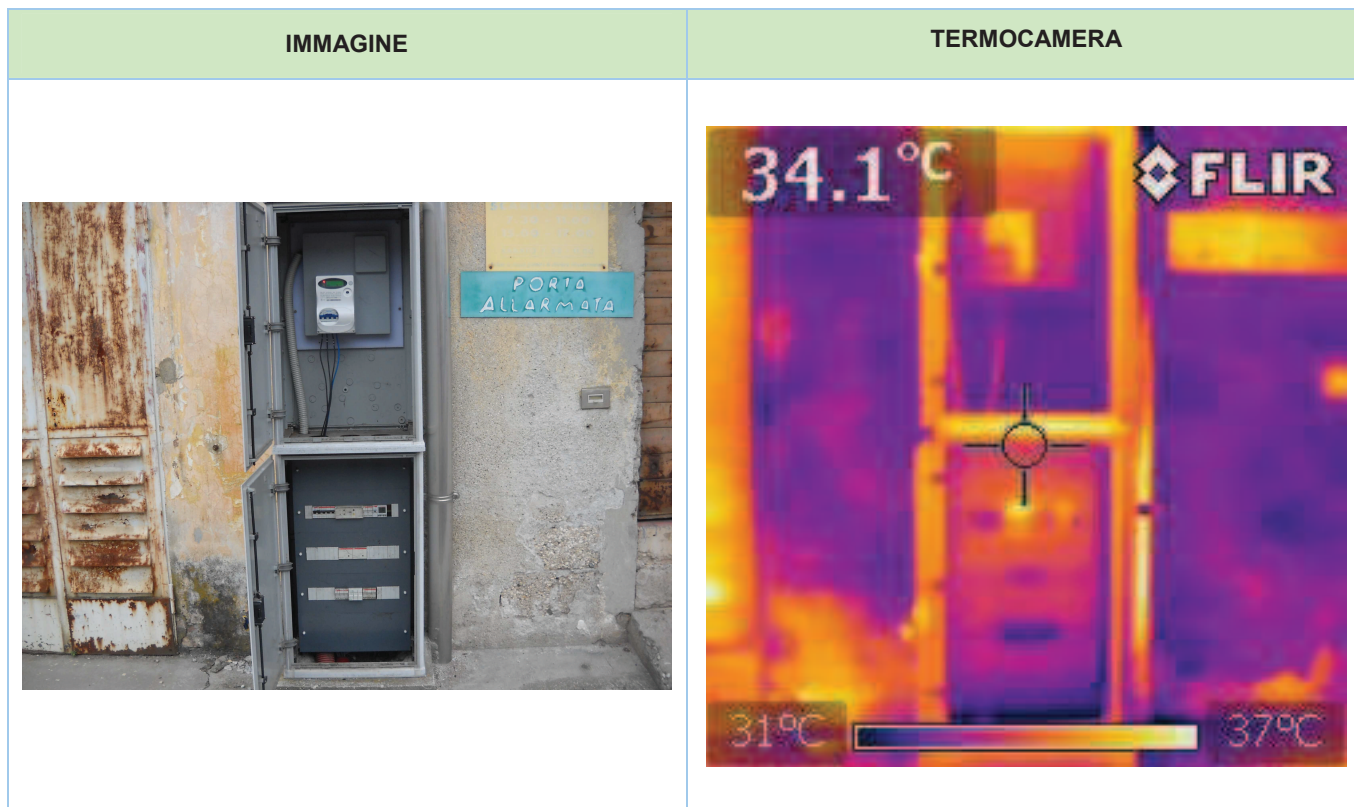 IMMAGINE
TERMOCAMERA
PORTA
ALLARMATA
34.1°C
FLIR
31°C
37°C